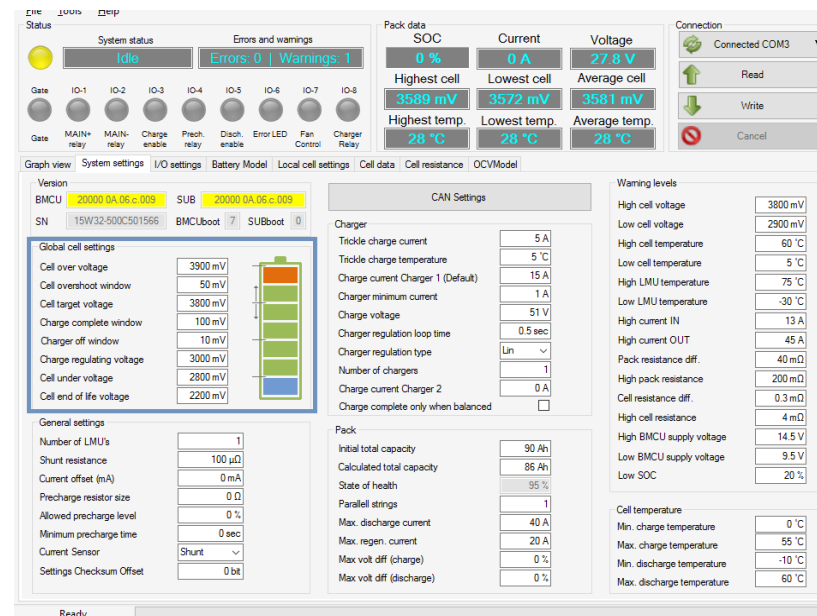 File Tools Help
Status
System status Errors and warnings
Idle Errors: 0 | Warnings: 1
Gate IO-1 IO-2 IO-3 IO-4 IO-5 IO-6 IO-7 IO-8
Gate MAIN+ relay MAIN- relay Charge enable Prech. relay Disch. enable Error LED Fan Control Charger Relay
Pack data
SOC Current Voltage
0 % 0 A 27.8 V
Highest cell Lowest cell Average cell
3589 mV 3572 mV 3581 mV
Highest temp. Lowest temp. Average temp.
28 °C 28 °C 28 °C
Connection
Connected COM3
Read
Write
Cancel
Graph view System settings I/O settings Battery Model Local cell settings Cell data Cell resistance OCVModel
Version
BMCU 20000 0A.06.c.009 SUB 20000 0A.06.c.009
SN 15W32-500C501566 BMCUboot 7 SUBboot 0
Global cell settings
Cell over voltage 3900 mV
Cell overshoot window 50 mV
Cell target voltage 3800 mV
Charge complete window 100 mV
Charger off window 10 mV
Charge regulating voltage 3000 mV
Cell under voltage 2800 mV
Cell end of life voltage 2200 mV
General settings
Number of LMU's 1
Shunt resistance 100 µΩ
Current offset (mA) 0 mA
Precharge resistor size 0 Ω
Allowed precharge level 0 %
Minimum precharge time 0 sec
Current Sensor Shunt
Settings Checksum Offset 0 bit
CAN Settings
Charger
Trickle charge current 5 A
Trickle charge temperature 5 °C
Charge current Charger 1 (Default) 15 A
Charger minimum current 1 A
Charge voltage 51 V
Charger regulation loop time 0.5 sec
Charger regulation type Lin
Number of chargers 1
Charge current Charger 2 0 A
Charge complete only when balanced
Pack
Initial total capacity 90 Ah
Calculated total capacity 86 Ah
State of health 95 %
Parallell strings 1
Max. discharge current 40 A
Max. regen. current 20 A
Max volt diff (charge) 0 %
Max volt diff (discharge) 0 %
Warning levels
High cell voltage 3800 mV
Low cell voltage 2900 mV
High cell temperature 60 °C
Low cell temperature 5 °C
High LMU temperature 75 °C
Low LMU temperature -30 °C
High current IN 13 A
High current OUT 45 A
Pack resistance diff. 40 mΩ
High pack resistance 200 mΩ
Cell resistance diff. 0.3 mΩ
High cell resistance 4 mΩ
High BMCU supply voltage 14.5 V
Low BMCU supply voltage 9.5 V
Low SOC 20 %
Cell temperature
Min. charge temperature 0 °C
Max. charge temperature 55 °C
Min. discharge temperature -10 °C
Max. discharge temperature 60 °C
Ready